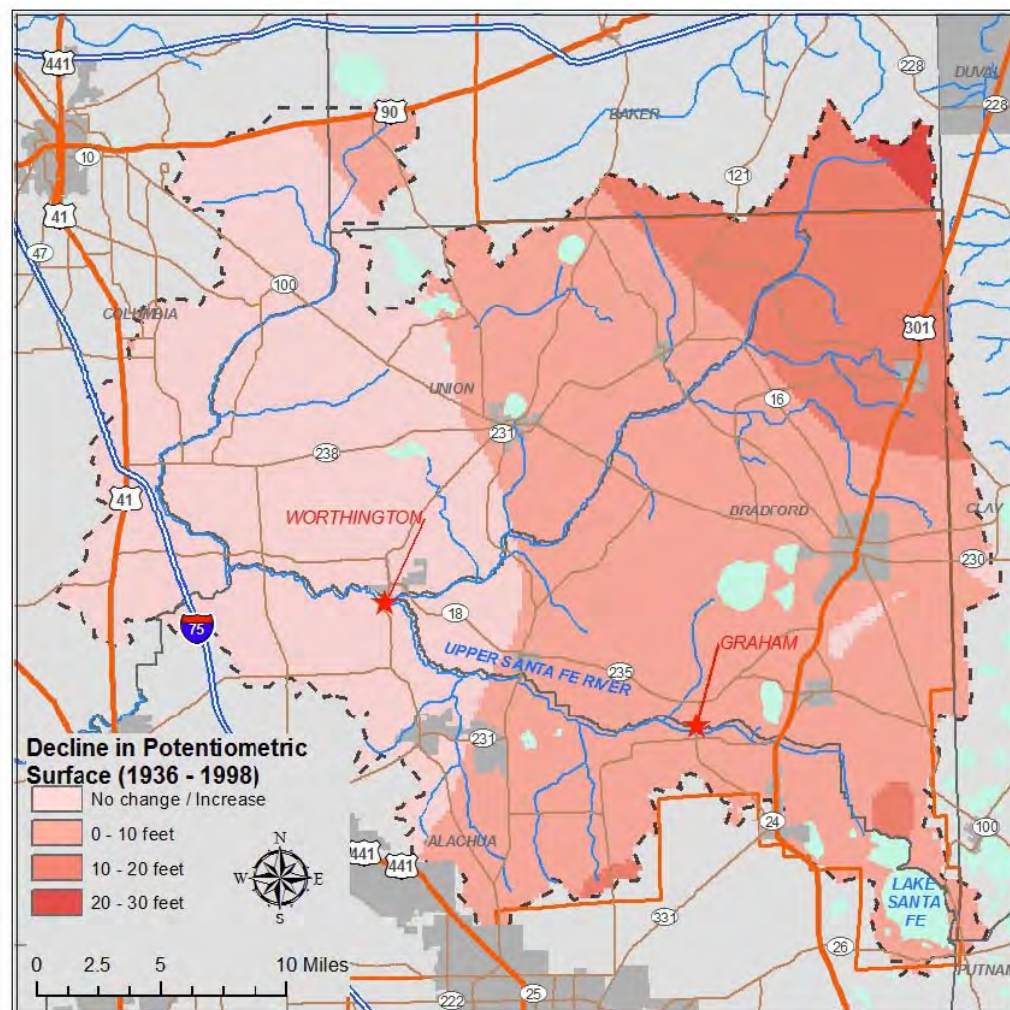 441
90
BAKER
228
DUVAL
228
10
121
41
47
100
COLUMBIA
301
UNION
16
231
238
41
WORTHINGTON
BRADFORD
CLAY
230
18
75
GRAHAM
UPPER SANTA FE RIVER
235
231
Decline in Potentiometric
Surface (1936 - 1998)
No change / Increase
0 - 10 feet
10 - 20 feet
20 - 30 feet
N
W E
S
0 2.5 5 10 Miles
ALACHUA
441
441
24
100
LAKE
SANTA
FE
331
26
PUTNAM
222
25